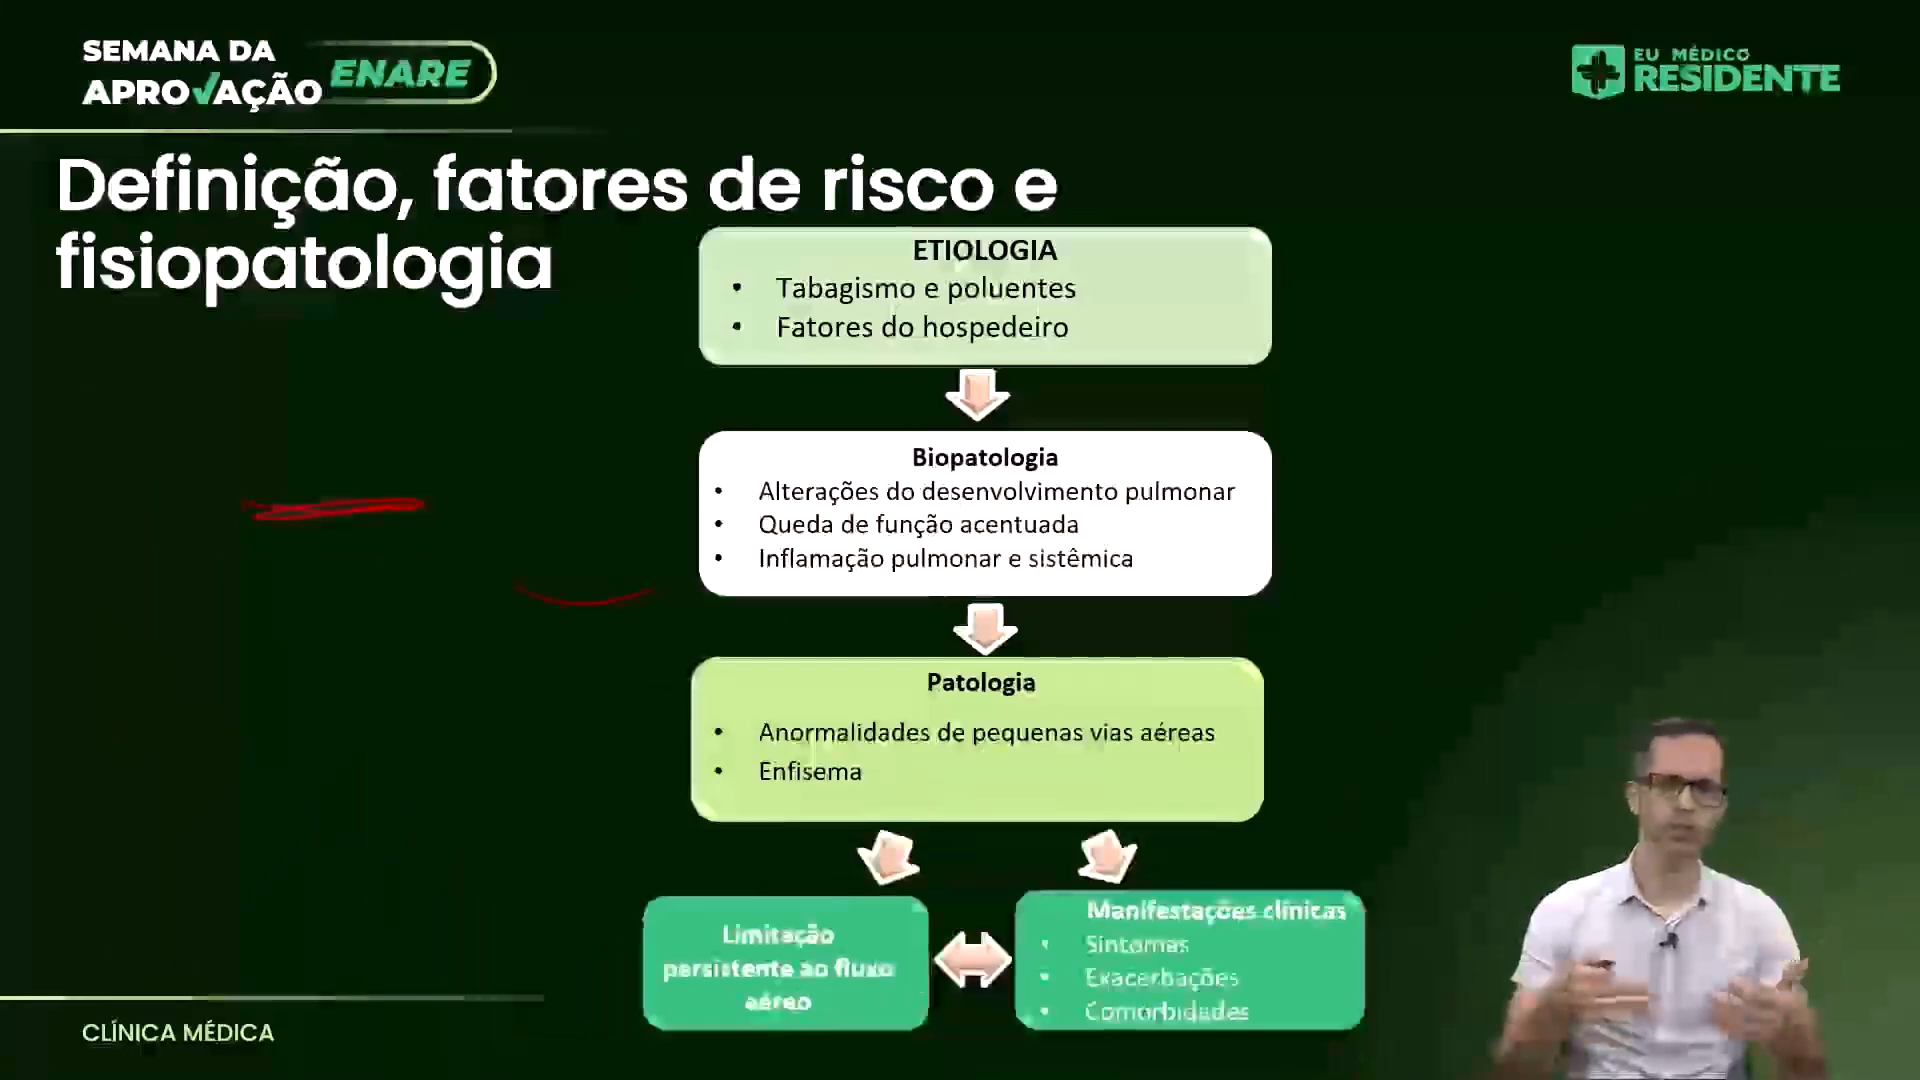 SEMANA DA
APROVAÇÃO
ENARE
EU MÉDICO
RESIDENTE
Definição, fatores de risco e
fisiopatologia
ETIOLOGIA
• Tabagismo e poluentes
• Fatores do hospedeiro
Biopatologia
• Alterações do desenvolvimento pulmonar
• Queda de função acentuada
• Inflamação pulmonar e sistêmica
Patologia
• Anormalidades de pequenas vias aéreas
• Enfisema
Limitação
persistente ao fluxo
aéreo
Manifestações clínicas
• Sintomas
• Exacerbações
• Comorbidades
CLÍNICA MÉDICA